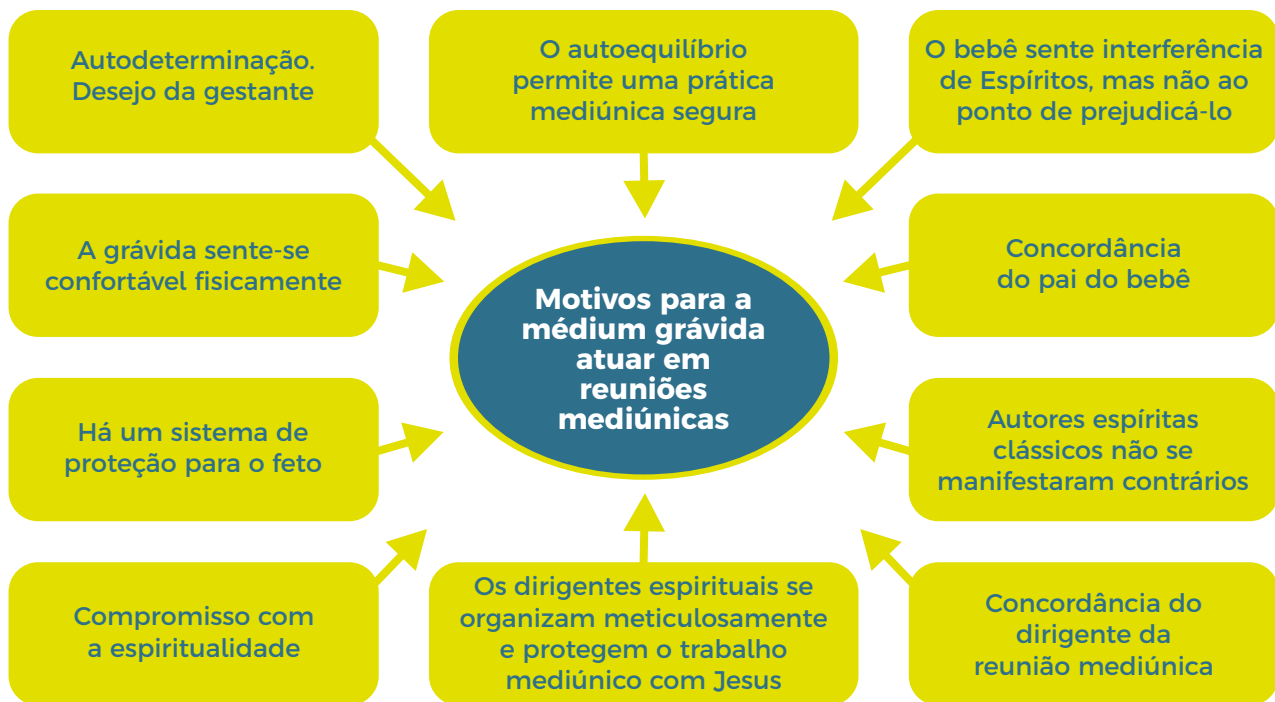 Autodeterminação.
Desejo da gestante
O autoequilíbrio
permite uma prática
mediúnica segura
O bebê sente interferência
de Espíritos, mas não ao
ponto de prejudicá-lo
A grávida sente-se
confortável fisicamente
Motivos para a
médium grávida
atuar em
reuniões
mediúnicas
Concordância
do pai do bebê
Há um sistema de
proteção para o feto
Autores espíritas
clássicos não se
manifestaram contrários
Compromisso com
a espiritualidade
Os dirigentes espirituais se
organizam meticulosamente
e protegem o trabalho
mediúnico com Jesus
Concordância do
dirigente da
reunião mediúnica